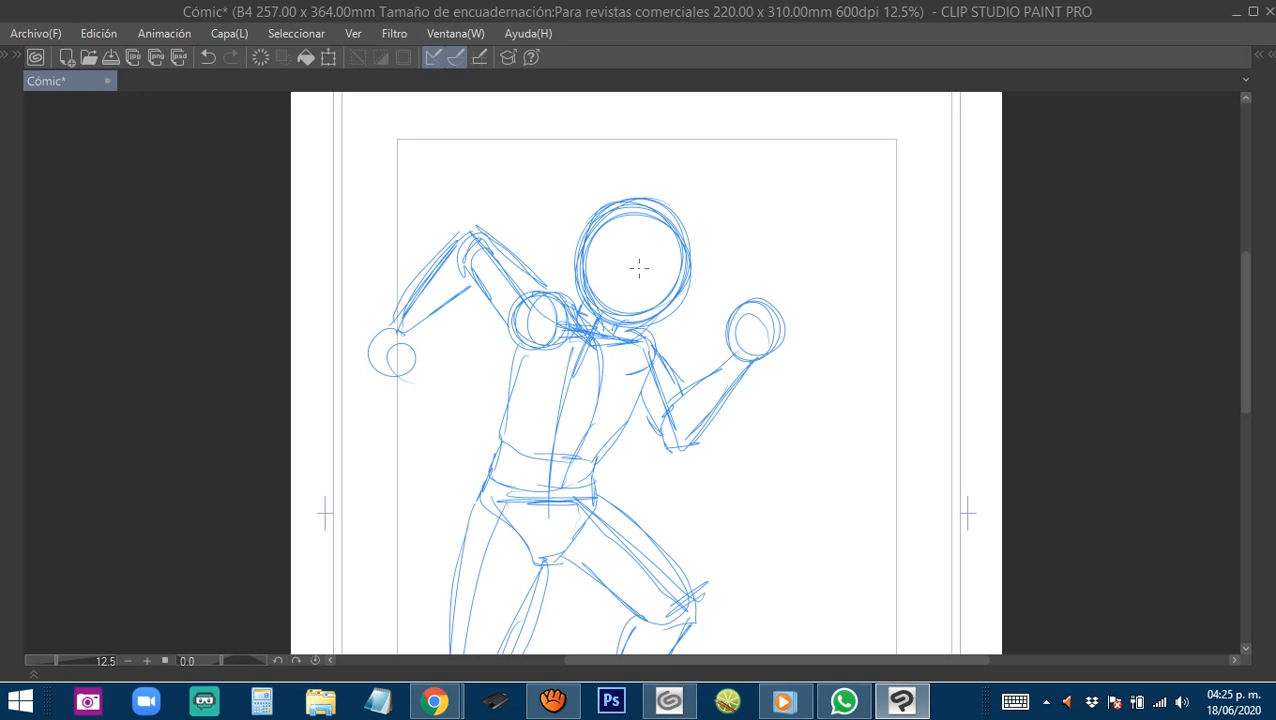 Cómic* (B4 257.00 x 364.00mm Tamaño de encuadernación:Para revistas comerciales 220.00 x 310.00mm 600dpi 12.5%)  - CLIP STUDIO PAINT PRO
Archivo(F) Edición Animación Capa(L) Seleccionar Ver Filtro Ventana(W) Ayuda(H)
Cómic*
12.5 0.0
Ps
04:25 p. m.
18/06/2020